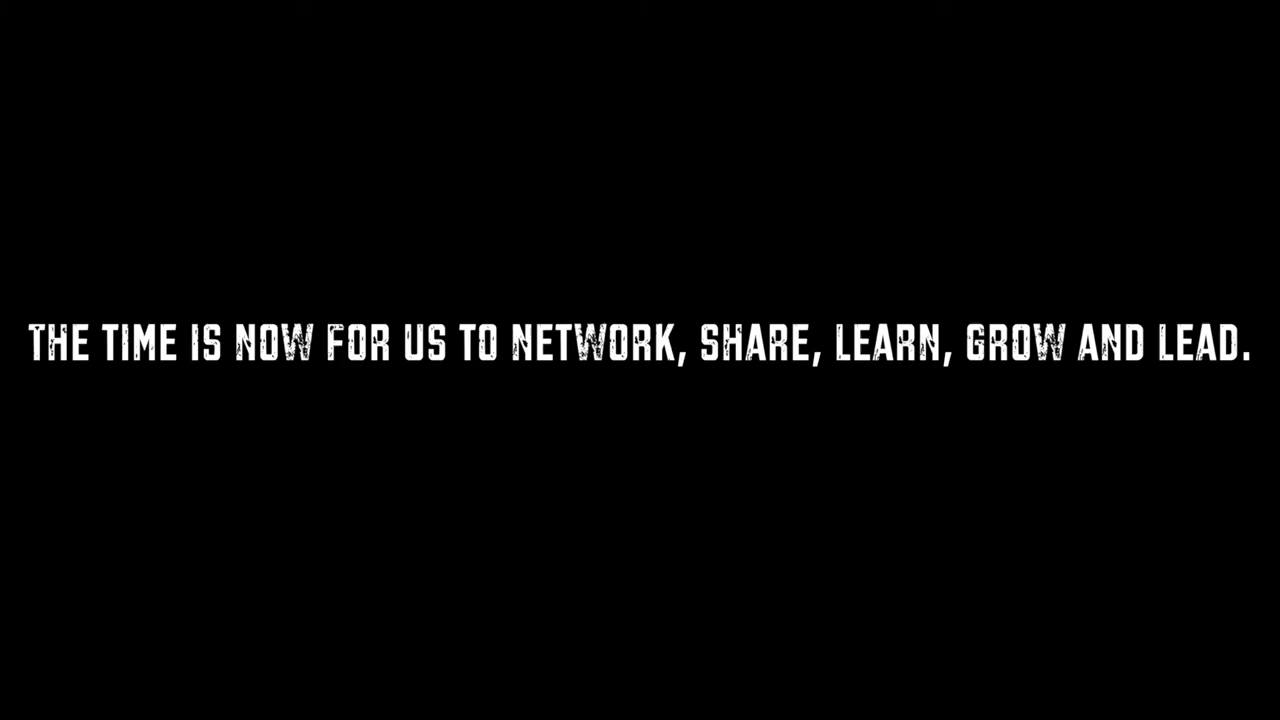 THE TIME IS NOW FOR US TO NETWORK, SHARE, LEARN, GROW AND LEAD.